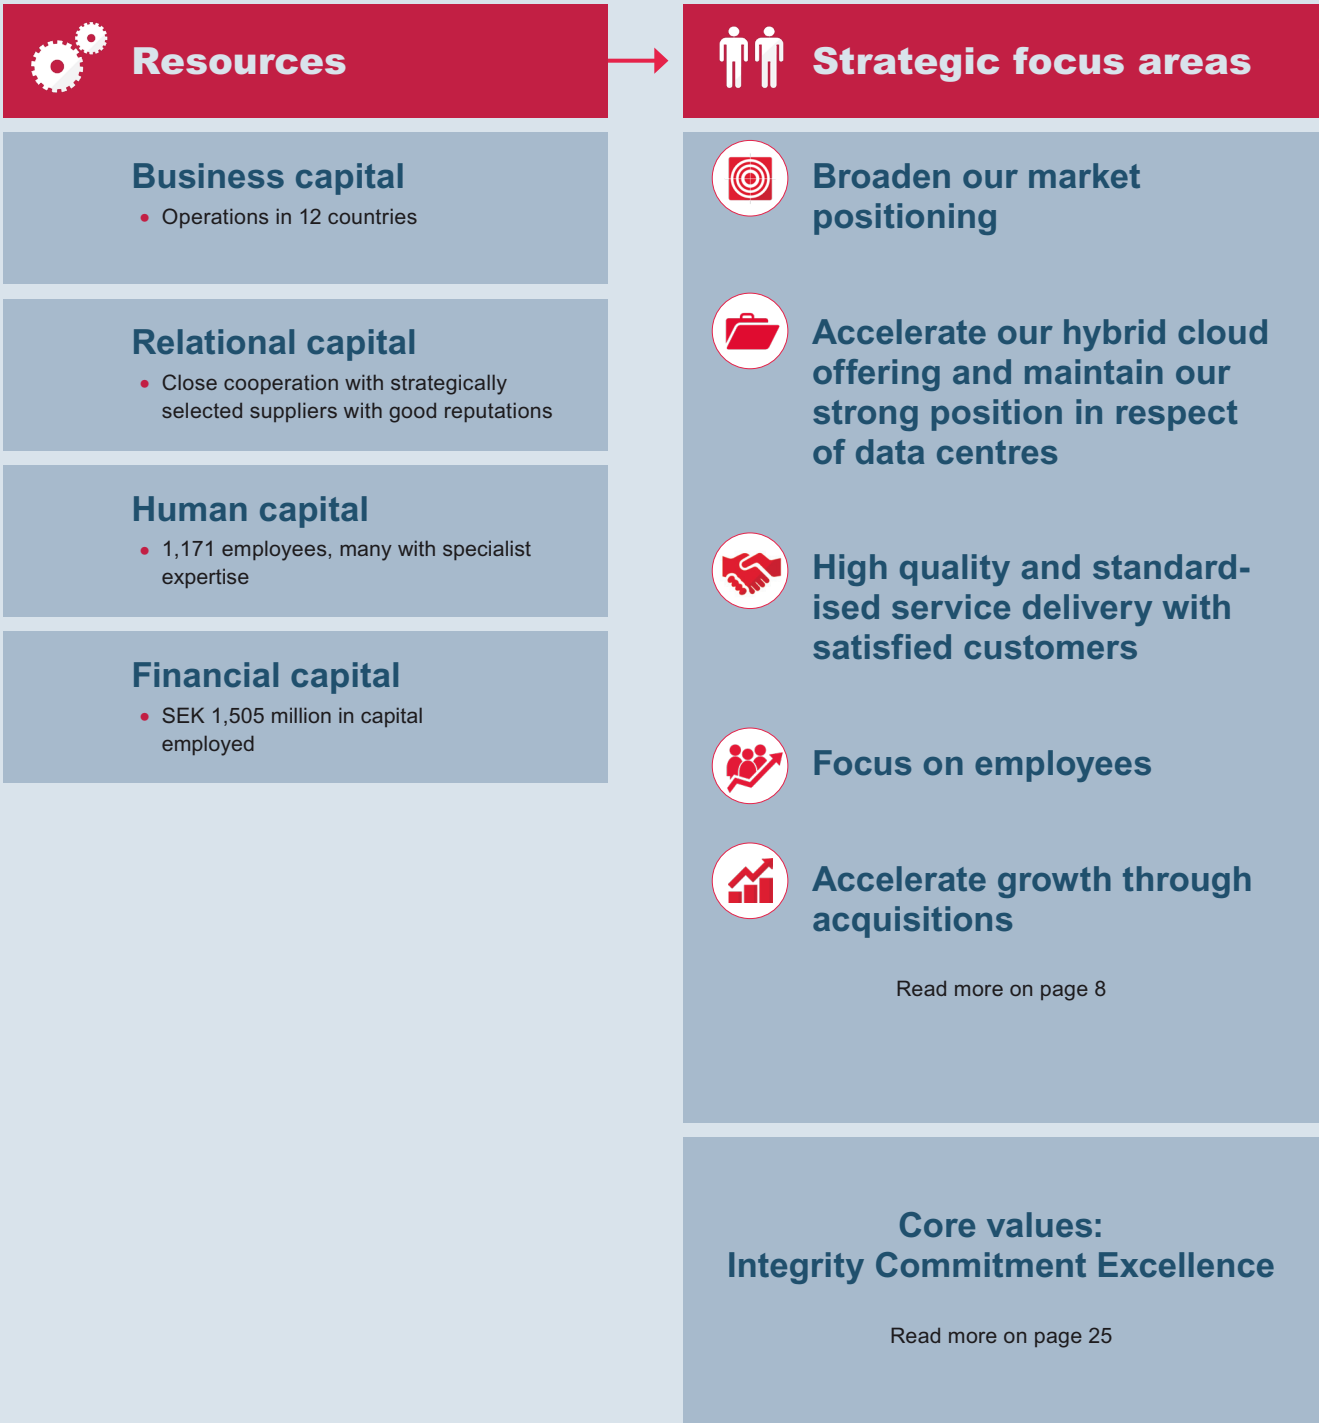 Resources
Business capital
• Operations in 12 countries
Relational capital
• Close cooperation with strategically
selected suppliers with good reputations
Human capital
• 1,171 employees, many with specialist
expertise
Financial capital
• SEK 1,505 million in capital
employed
Strategic focus areas
Broaden our market
positioning
Accelerate our hybrid cloud
offering and maintain our
strong position in respect
of data centres
High quality and standard-
ised service delivery with
satisfied customers
Focus on employees
Accelerate growth through
acquisitions
Read more on page 8
Core values:
Integrity Commitment Excellence
Read more on page 25